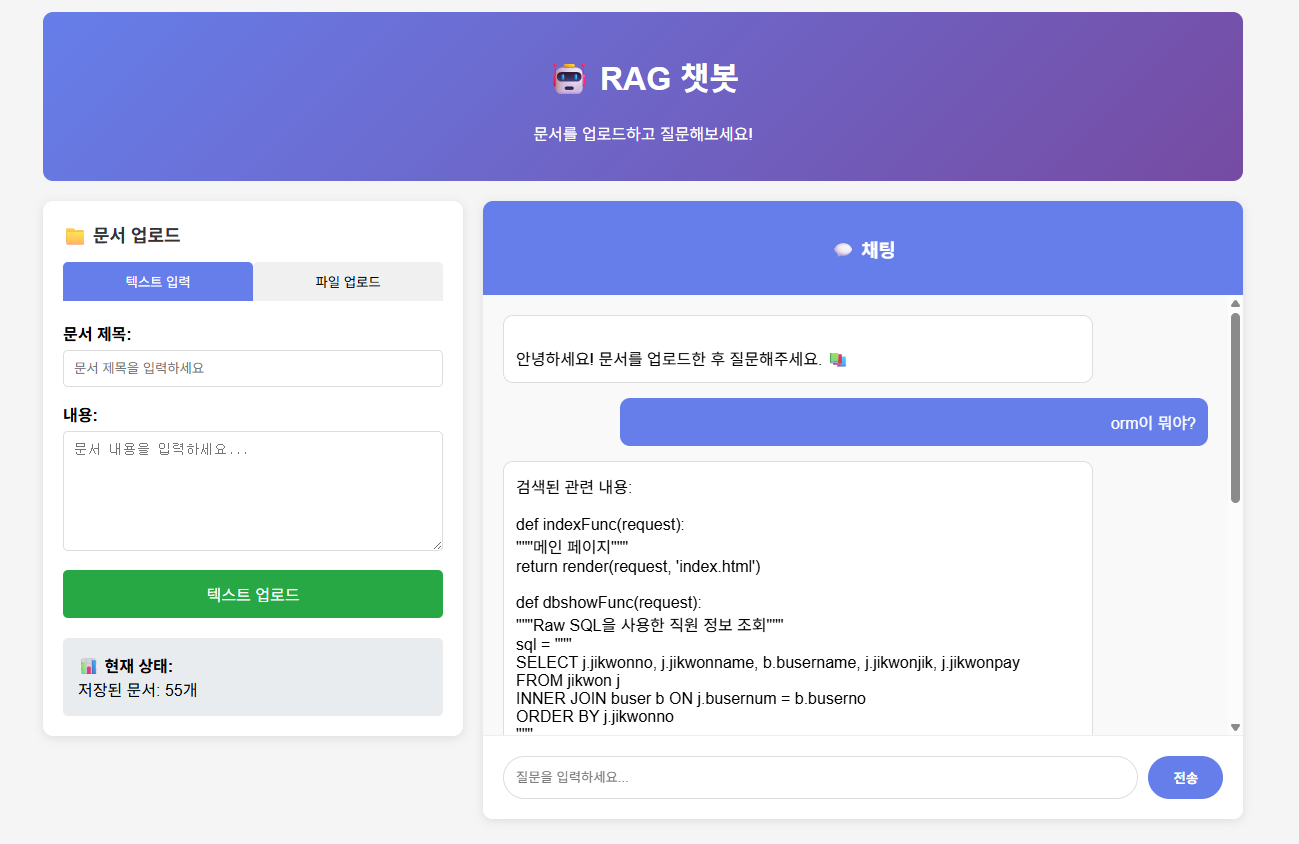 RAG 챗봇
문서를 업로드하고 질문해보세요!
문서 업로드
텍스트 입력
파일 업로드
문서 제목:
문서 제목을 입력하세요
내용:
문서 내용을 입력하세요...
텍스트 업로드
현재 상태:
저장된 문서: 55개
채팅
안녕하세요! 문서를 업로드한 후 질문해주세요.
orm이 뭐야?
검색된 관련 내용:
def indexFunc(request):
"""메인 페이지"""
return render(request, 'index.html')
def dbshowFunc(request):
"""Raw SQL을 사용한 직원 정보 조회"""
sql = """
SELECT j.jikwonno, j.jikwonname, b.busername, j.jikwonjik, j.jikwonpay
FROM jikwon j
INNER JOIN buser b ON j.busernum = b.buserno
ORDER BY j.jikwonno
"""
질문을 입력하세요...
전송